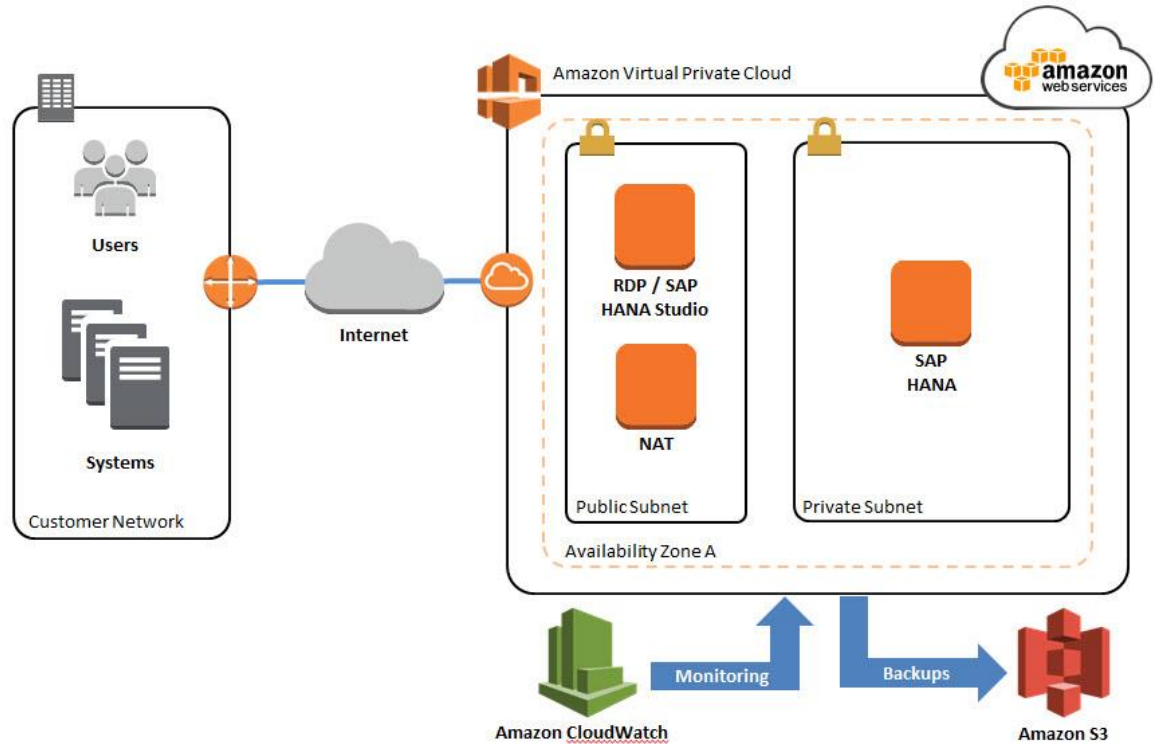 Amazon Virtual Private Cloud
amazon
web services
Users
Systems
Customer Network
Internet
RDP / SAP
HANA Studio
NAT
Public Subnet
SAP
HANA
Private Subnet
Availability Zone A
Monitoring
Backups
Amazon CloudWatch
Amazon S3